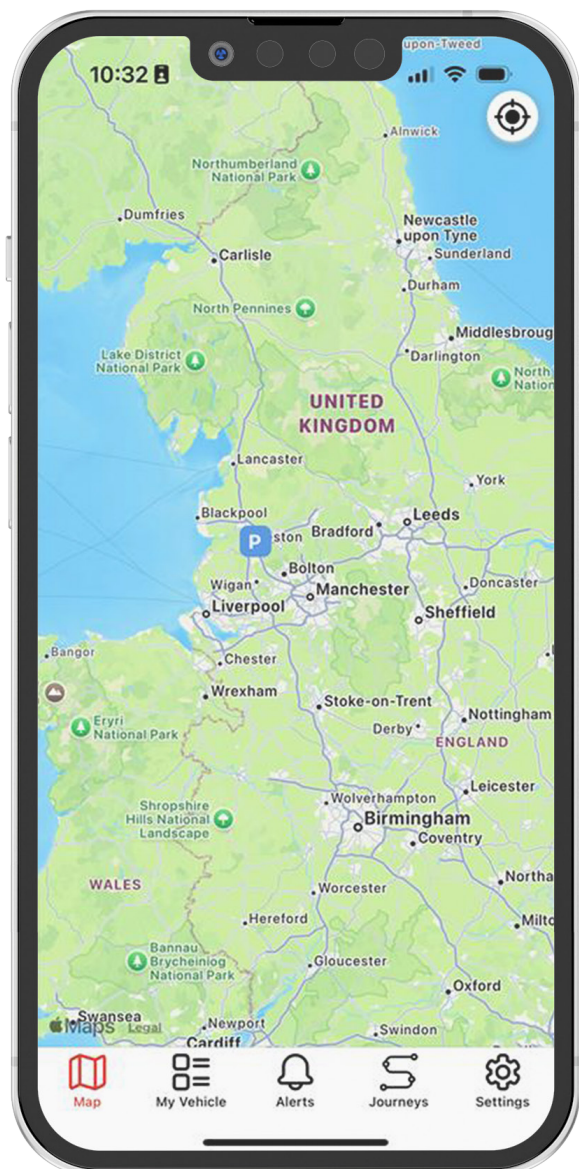 upon-Tweed
10:32
Alnwick
Northumberland
National Park
Dumfries
Newcastle
upon Tyne
Carlisle
Sunderland
Durham
North Pennines
Middlesbroug
Lake District
National Park
Darlington
North
Nation
UNITED
KINGDOM
Lancaster
York
Blackpool
Leeds
P
ston
Bradford
Bolton
Wigan
Manchester
Doncaster
Liverpool
Sheffield
Bangor
Chester
Wrexham
Stoke-on-Trent
Nottingham
Eryri
National Park
Derby
ENGLAND
Leicester
Wolverhampton
Shropshire
Hills National
Landscape
Birmingham
Coventry
WALES
Northa
Worcester
Hereford
Milto
Bannau
Brycheiniog
National Park
Gloucester
Oxford
Swansea
Maps
Legal
Newport
Swindon
Cardiff
Map
My Vehicle
Alerts
Journeys
Settings